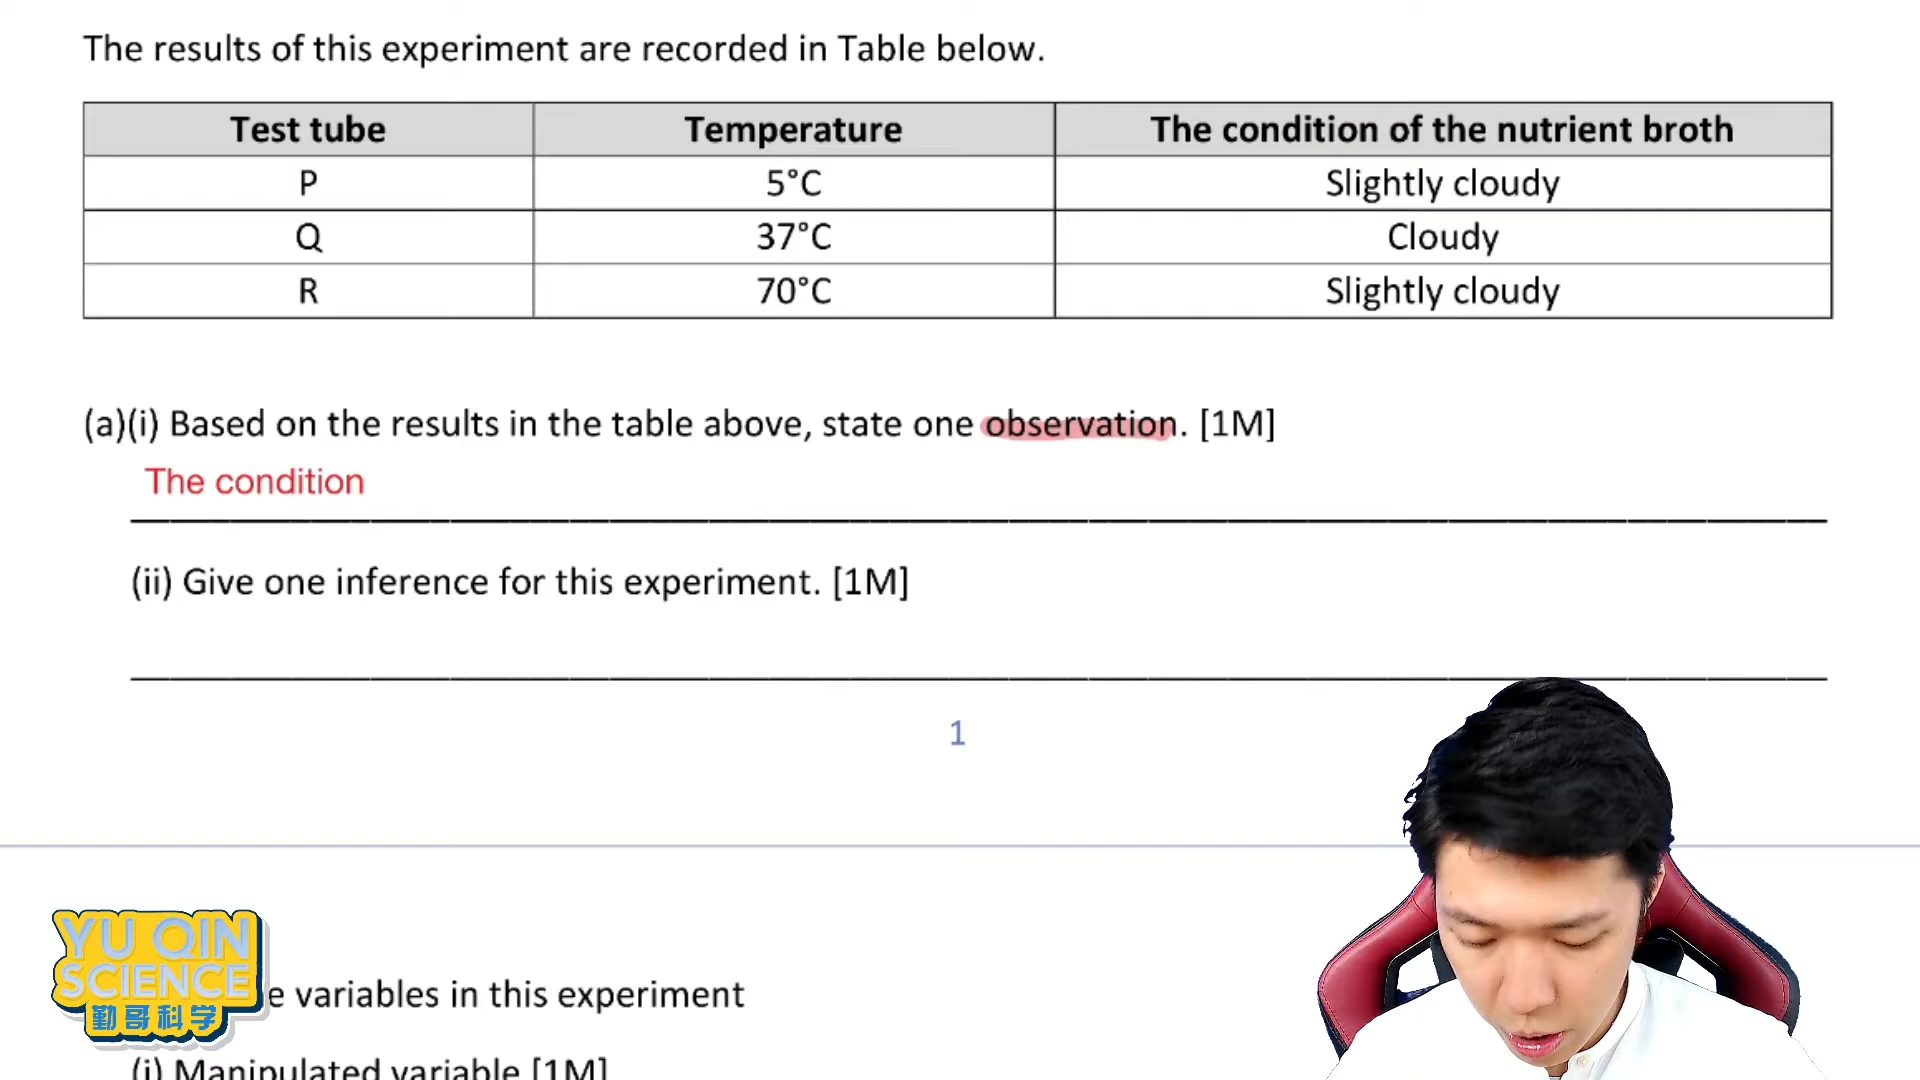 The results of this experiment are recorded in Table below.
Test tube Temperature The condition of the nutrient broth
P 5°C Slightly cloudy
Q 37°C Cloudy
R 70°C Slightly cloudy
(a)(i) Based on the results in the table above, state one observation. [1M]
The condition
(ii) Give one inference for this experiment. [1M]
1
YU QIN
SCIENCE
勤哥科学
e variables in this experiment
(i) Manipulated variable [1M]